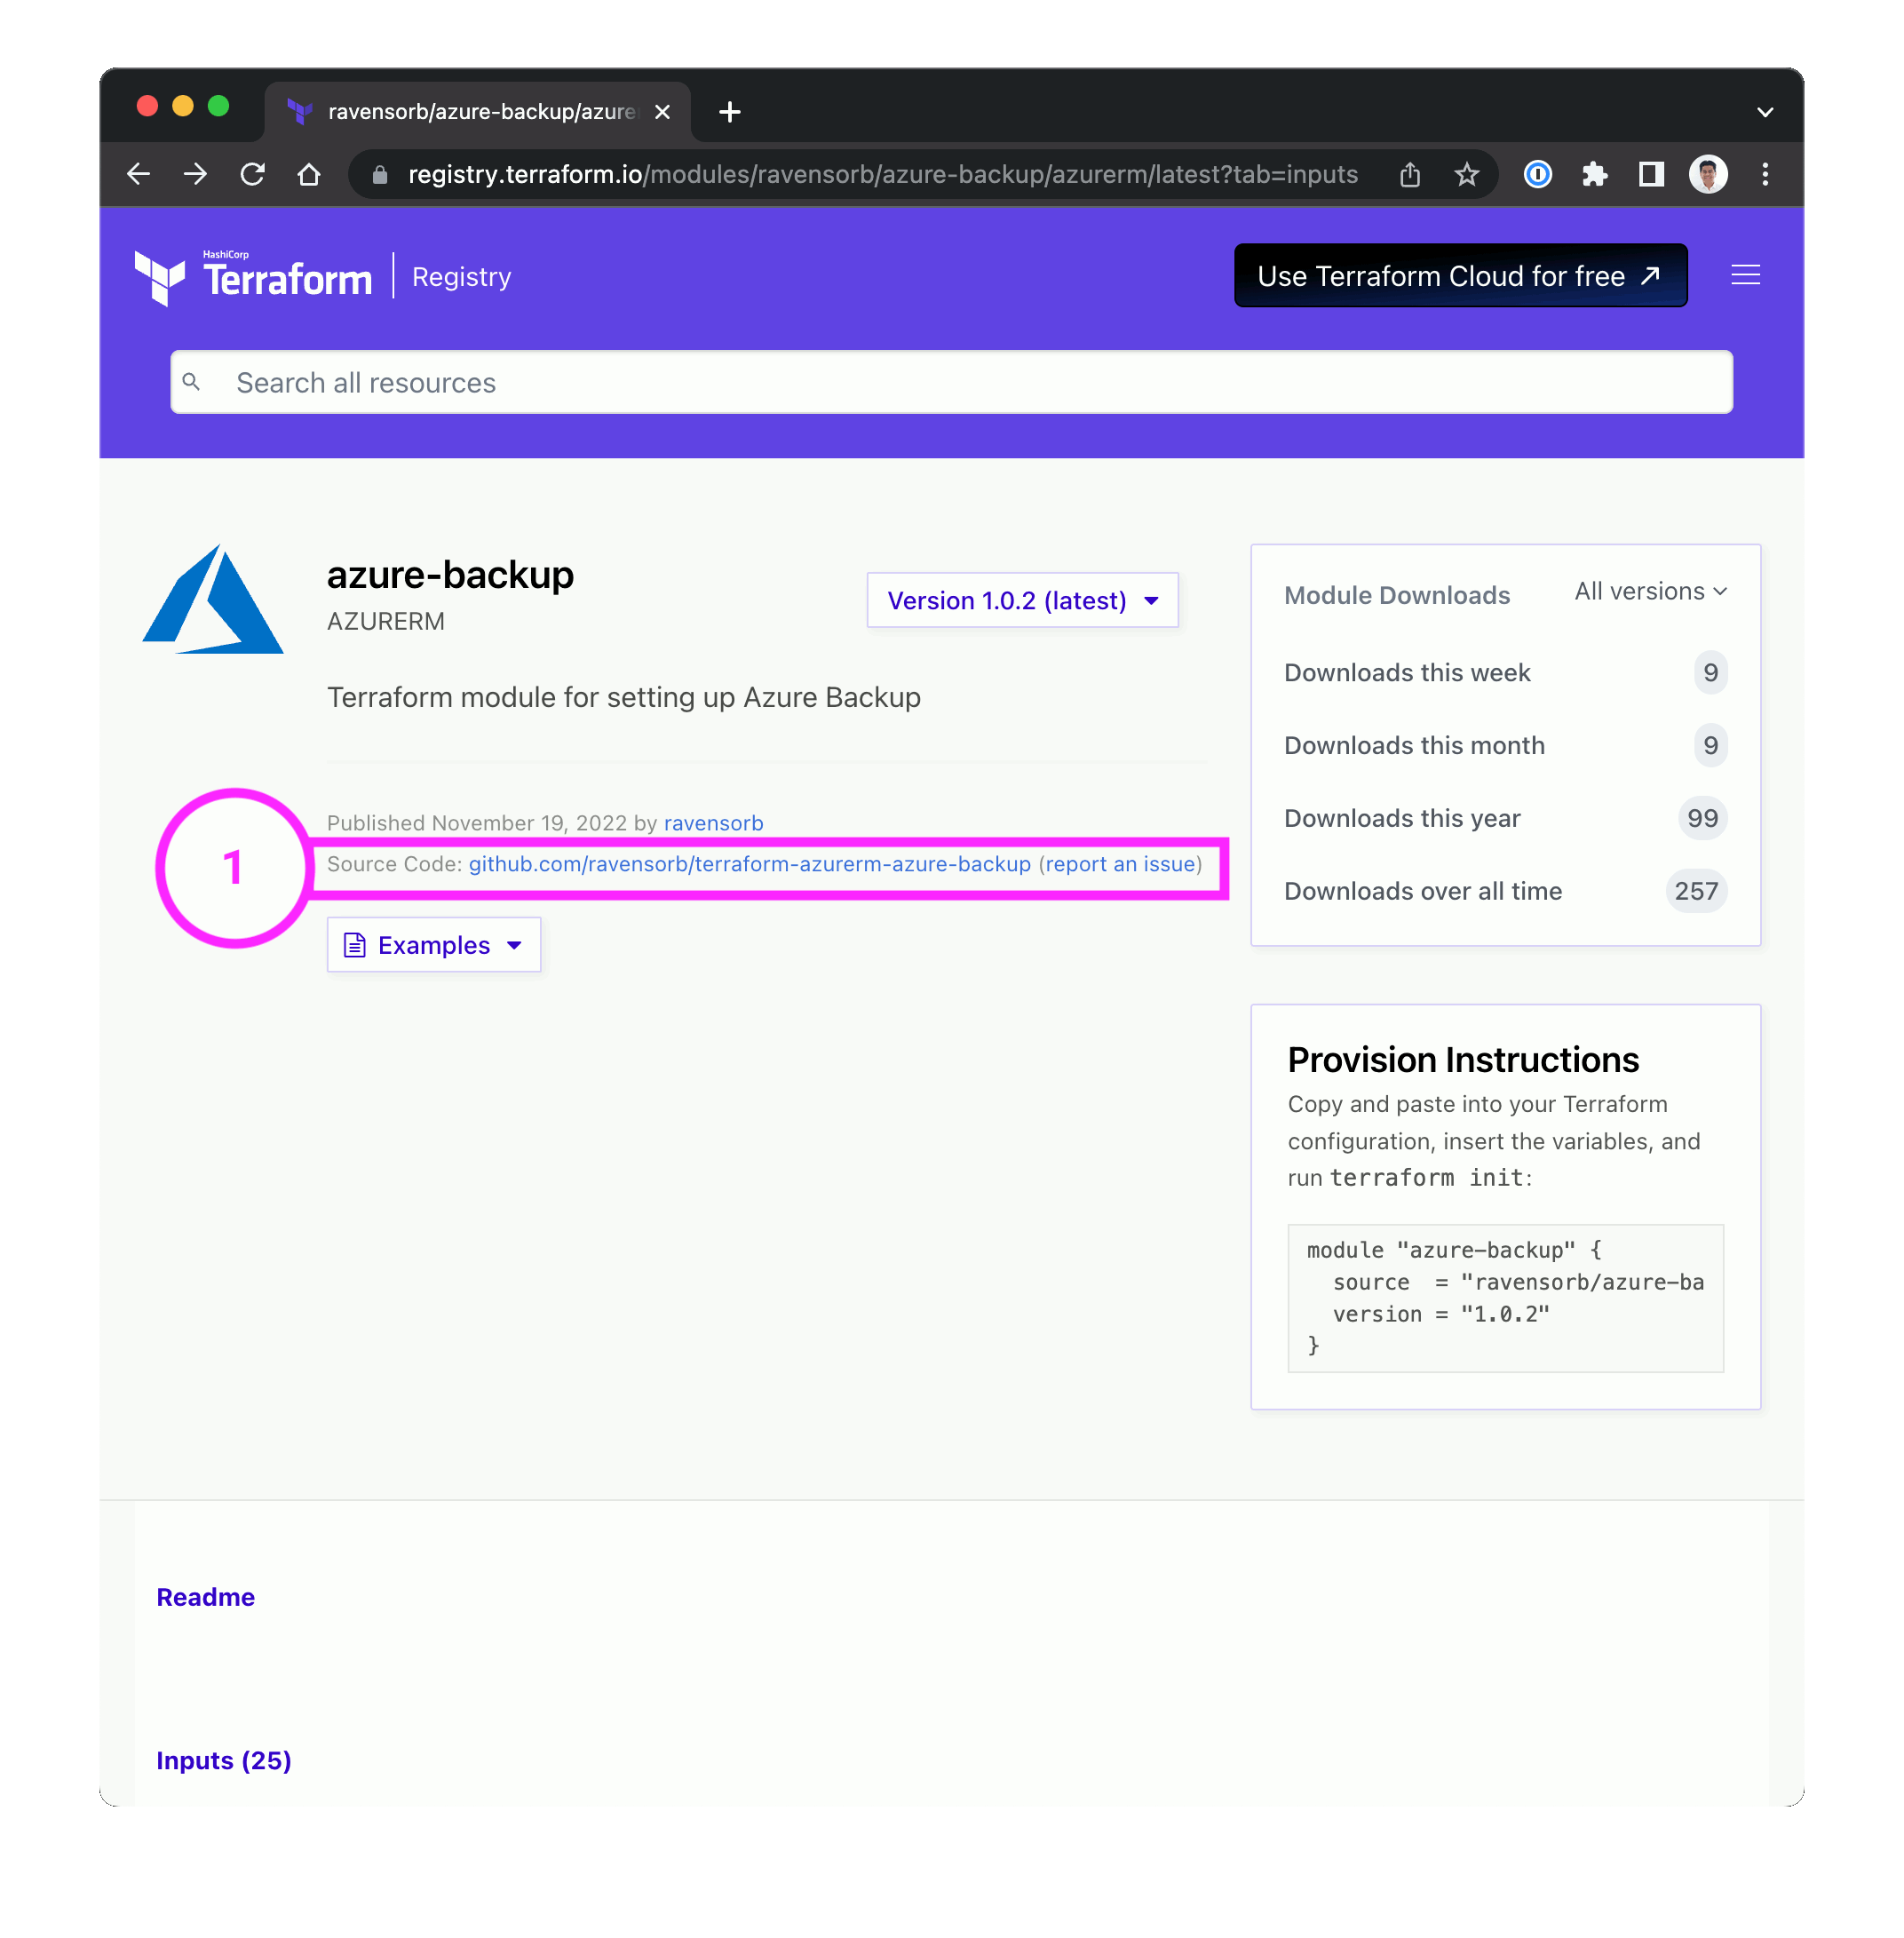 ravensorb/azure-backup/azure
registry.terraform.io/modules/ravensorb/azure-backup/azurerm/latest?tab=inputs
HashiCorp
Terraform
Registry
Use Terraform Cloud for free
Search all resources
azure-backup
AZURERM
Version 1.0.2 (latest)
Terraform module for setting up Azure Backup
Published November 19, 2022 by ravensorb
1
Source Code: github.com/ravensorb/terraform-azurerm-azure-backup (report an issue)
Examples
Module Downloads
All versions
Downloads this week 9
Downloads this month 9
Downloads this year 99
Downloads over all time 257
Provision Instructions
Copy and paste into your Terraform
configuration, insert the variables, and
run terraform init:
module "azure-backup" {
source = "ravensorb/azure-ba
version = "1.0.2"
}
Readme
Inputs (25)